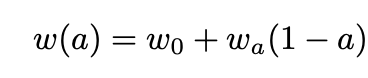 w(a) = w₀ + wₐ(1 − a)